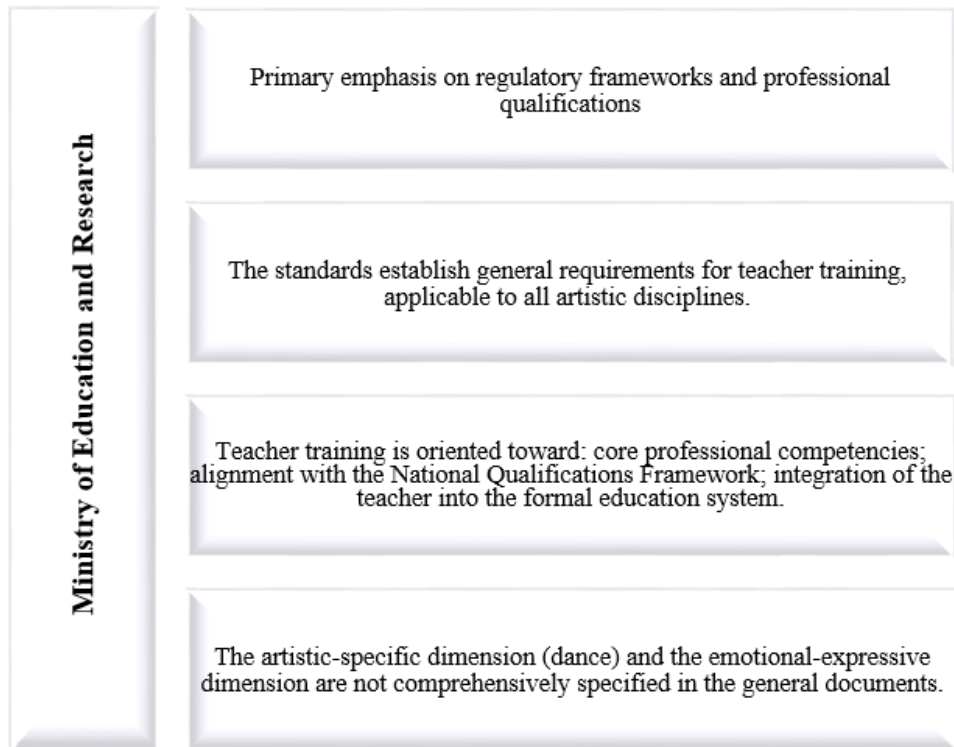 Ministry of Education and Research
Primary emphasis on regulatory frameworks and professional
qualifications
The standards establish general requirements for teacher training,
applicable to all artistic disciplines.
Teacher training is oriented toward: core professional competencies;
alignment with the National Qualifications Framework; integration of the
teacher into the formal education system.
The artistic-specific dimension (dance) and the emotional-expressive
dimension are not comprehensively specified in the general documents.